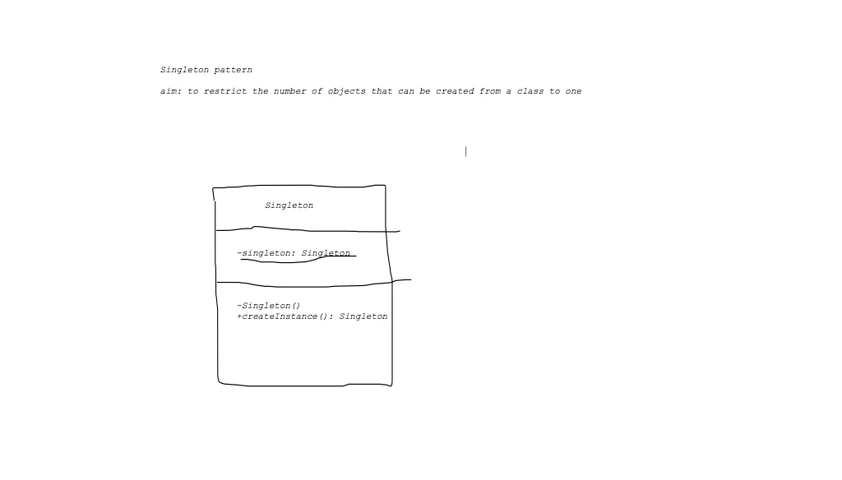 Singleton pattern
aim: to restrict the number of objects that can be created from a class to one
Singleton
-singleton: Singleton
-Singleton()
+createInstance(): Singleton